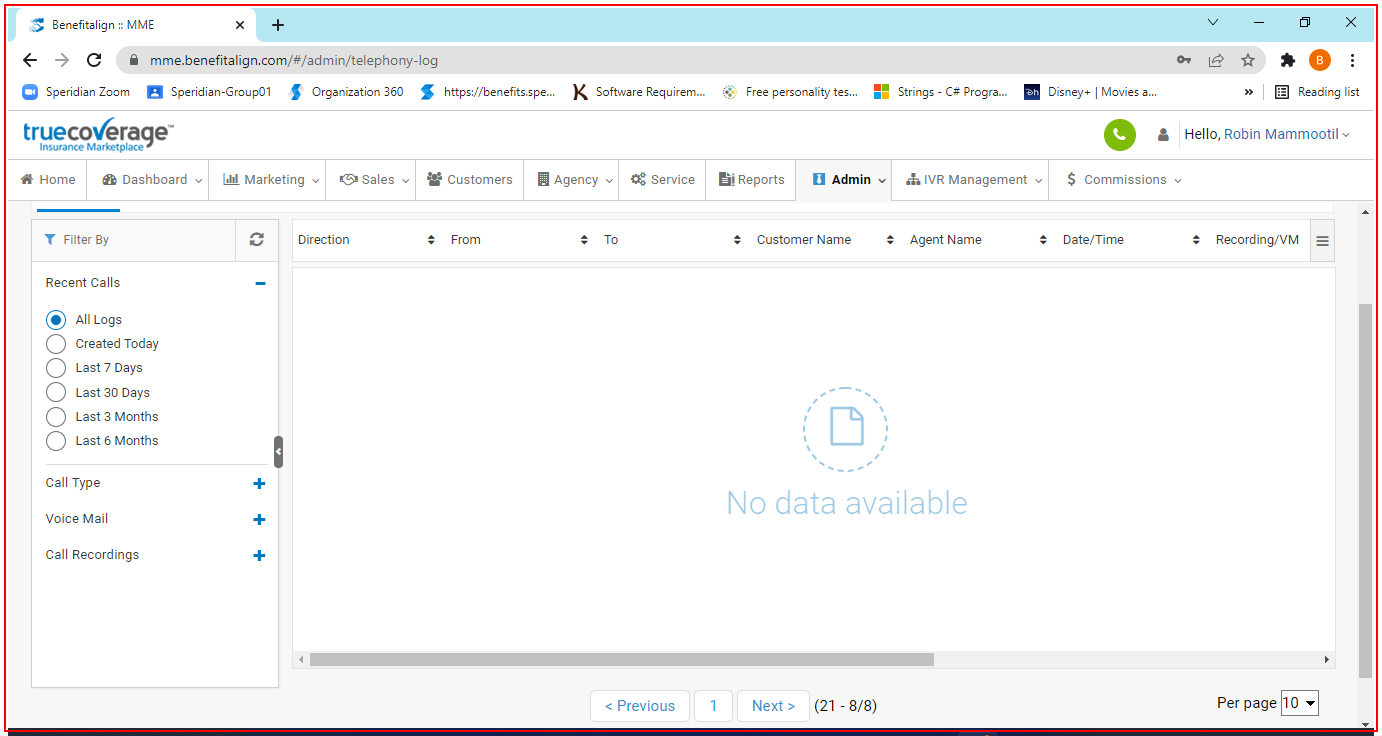 Benefitalign :: MME
mme.benefitalign.com/#/admin/telephony-log
B
Speridian Zoom Speridian-Group01 Organization 360 https://benefits.spe... Software Requirem... Free personality tes... Strings - C# Progra... Disney+ | Movies a... » Reading list
truecoverage™
Insurance Marketplace
Hello, Robin Mammootil
Home Dashboard Marketing Sales Customers Agency Service Reports Admin IVR Management $ Commissions
Filter By
Direction From To Customer Name Agent Name Date/Time Recording/VM
Recent Calls
All Logs
Created Today
Last 7 Days
Last 30 Days
Last 3 Months
Last 6 Months
Call Type
Voice Mail
Call Recordings
No data available
< Previous 1 Next > (21 - 8/8)
Per page 10